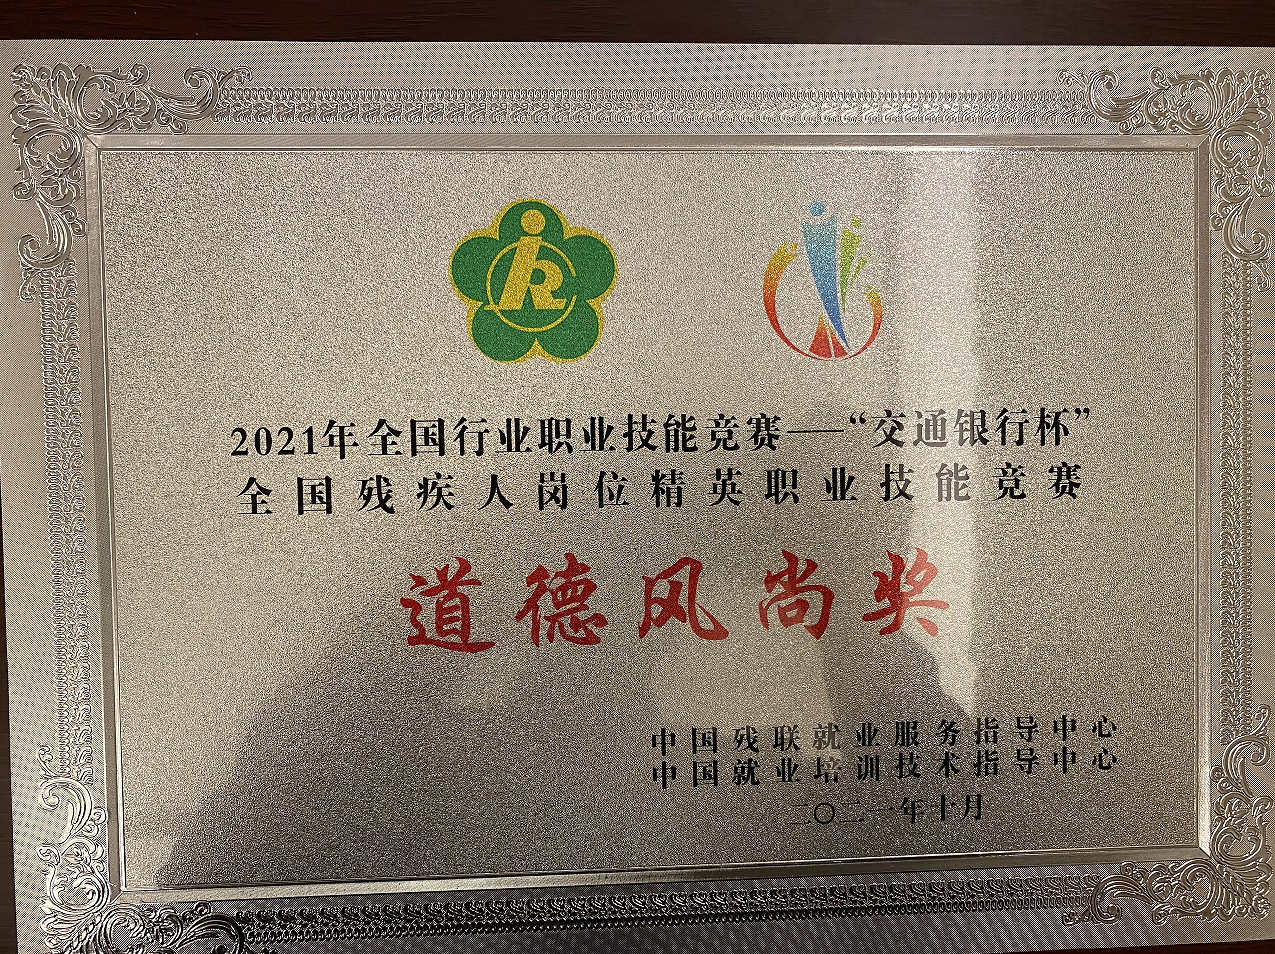 2021年全国行业职业技能竞赛——“交通银行杯”
全国残疾人岗位精英职业技能竞赛
道德风尚奖
中国残联就业服务指导中心
中国就业培训技术指导中心
二〇二一年十月